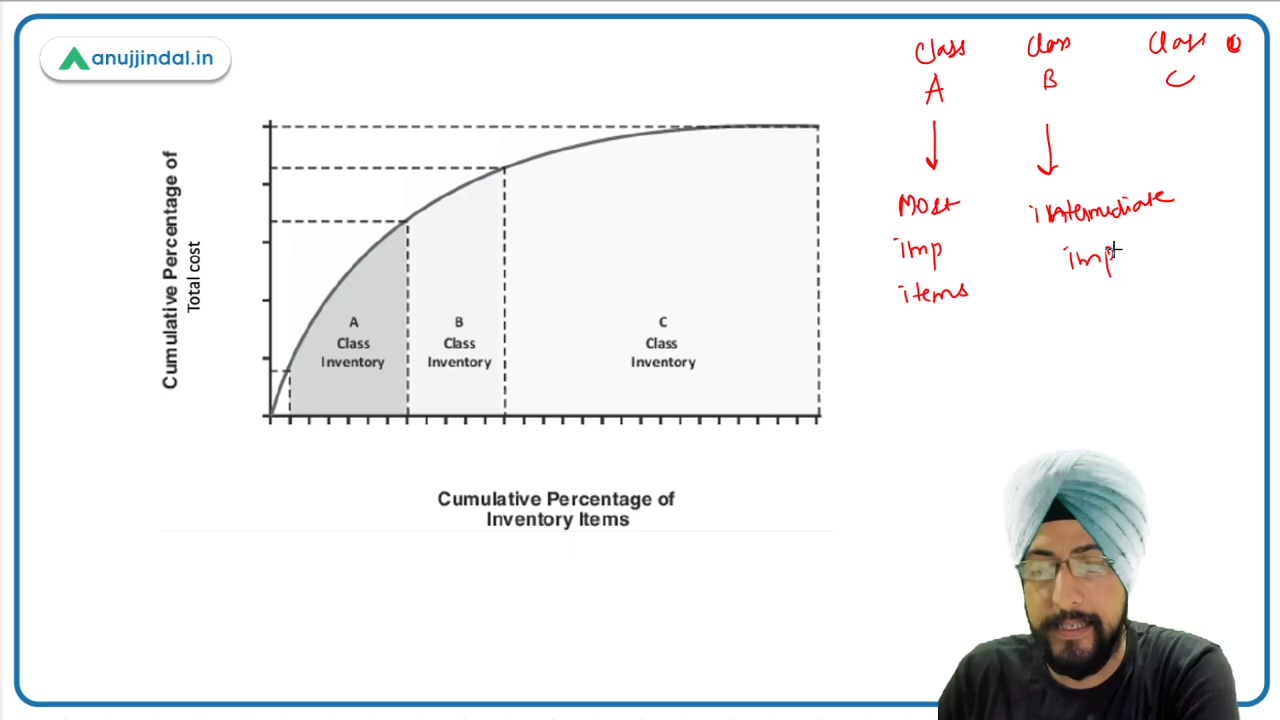 anujjindal.in
Class Class Class
A B C
Most intermediate
imp imp
items
Cumulative Percentage of
Total cost
A B C
Class Class Class
Inventory Inventory Inventory
Cumulative Percentage of
Inventory Items